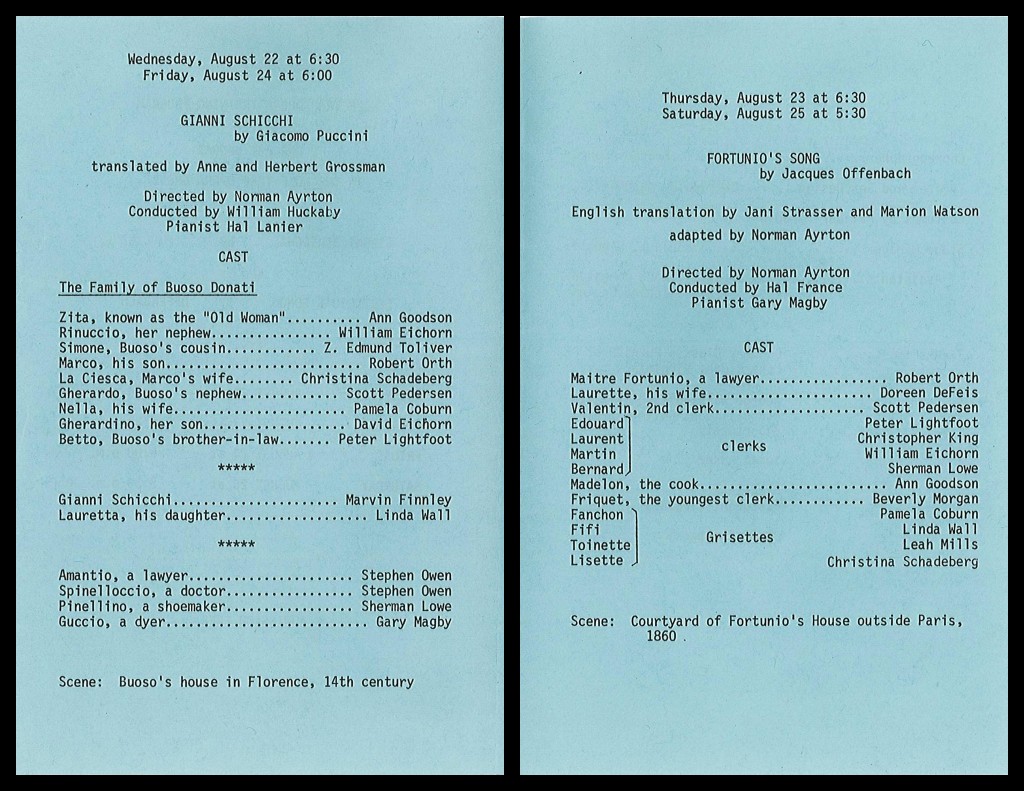 Wednesday, August 22 at 6:30
Friday, August 24 at 6:00
GIANNI SCHICCHI
by Giacomo Puccini
translated by Anne and Herbert Grossman
Directed by Norman Ayrton
Conducted by William Huckaby
Pianist Hal Lanier
CAST
The Family of Buoso Donati
Zita, known as the "Old Woman".......... Ann Goodson
Rinuccio, her nephew................ William Eichorn
Simone, Buoso's cousin............ Z. Edmund Toliver
Marco, his son.......................... Robert Orth
La Ciesca, Marco's wife........ Christina Schadeberg
Gherardo, Buoso's nephew............. Scott Pedersen
Nella, his wife....................... Pamela Coburn
Gherardino, her son................... David Eichorn
Betto, Buoso's brother-in-law....... Peter Lightfoot
*****
Gianni Schicchi...................... Marvin Finnley
Lauretta, his daughter................... Linda Wall
*****
Amantio, a lawyer...................... Stephen Owen
Spinelloccio, a doctor................. Stephen Owen
Pinellino, a shoemaker................. Sherman Lowe
Guccio, a dyer........................... Gary Magby
Scene: Buoso's house in Florence, 14th century
Thursday, August 23 at 6:30
Saturday, August 25 at 5:30
FORTUNIO'S SONG
by Jacques Offenbach
English translation by Jani Strasser and Marion Watson
adapted by Norman Ayrton
Directed by Norman Ayrton
Conducted by Hal France
Pianist Gary Magby
CAST
Maitre Fortunio, a lawyer................. Robert Orth
Laurette, his wife...................... Doreen DeFeis
Valentin, 2nd clerk.................... Scott Pedersen
Edouard Peter Lightfoot
Laurent Christopher King
clerks
Martin William Eichorn
Bernard Sherman Lowe
Madelon, the cook......................... Ann Goodson
Friquet, the youngest clerk............ Beverly Morgan
Fanchon Pamela Coburn
Fifi Linda Wall
Grisettes
Toinette Leah Mills
Lisette Christina Schadeberg
Scene: Courtyard of Fortunio's House outside Paris,
1860 .